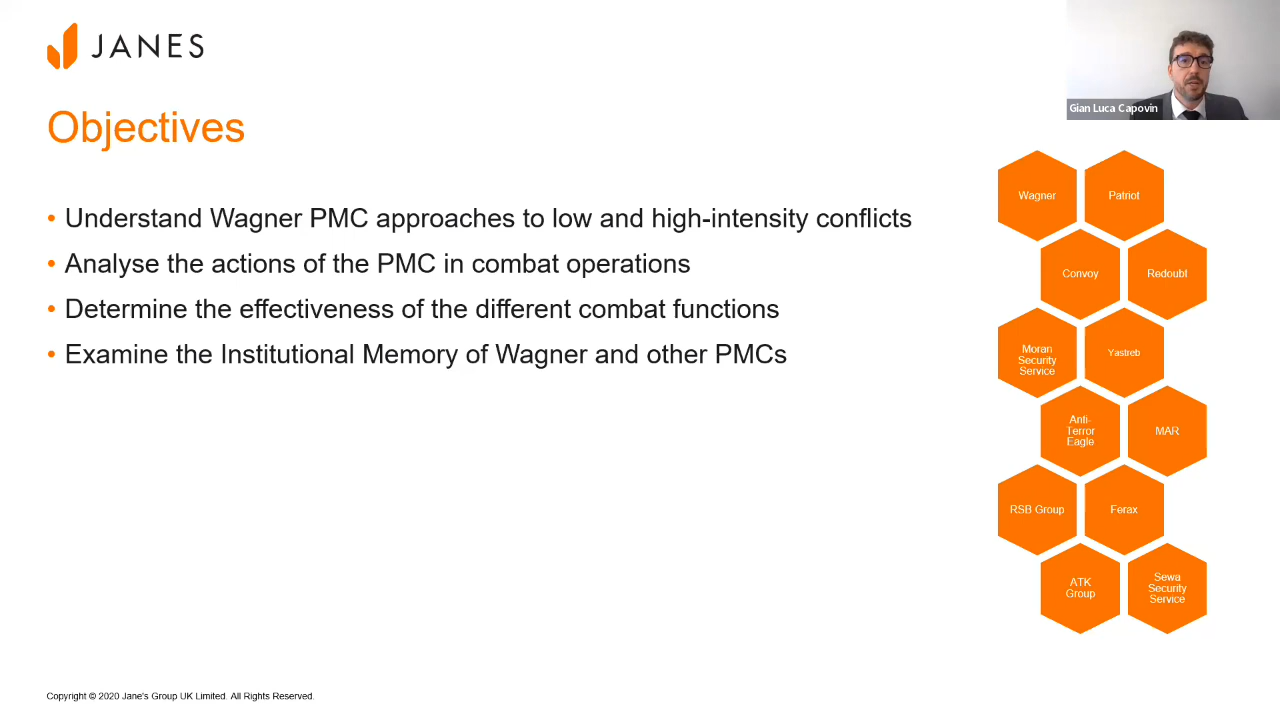 JANES
Gian Luca Capovin
Objectives
• Understand Wagner PMC approaches to low and high-intensity conflicts
• Analyse the actions of the PMC in combat operations
• Determine the effectiveness of the different combat functions
• Examine the Institutional Memory of Wagner and other PMCs
Wagner
Patriot
Convoy
Redoubt
Moran
Security
Service
Yastreb
Anti-
Terror
Eagle
MAR
RSB Group
Ferax
ATK
Group
Sewa
Security
Service
Copyright © 2020 Jane's Group UK Limited. All Rights Reserved.